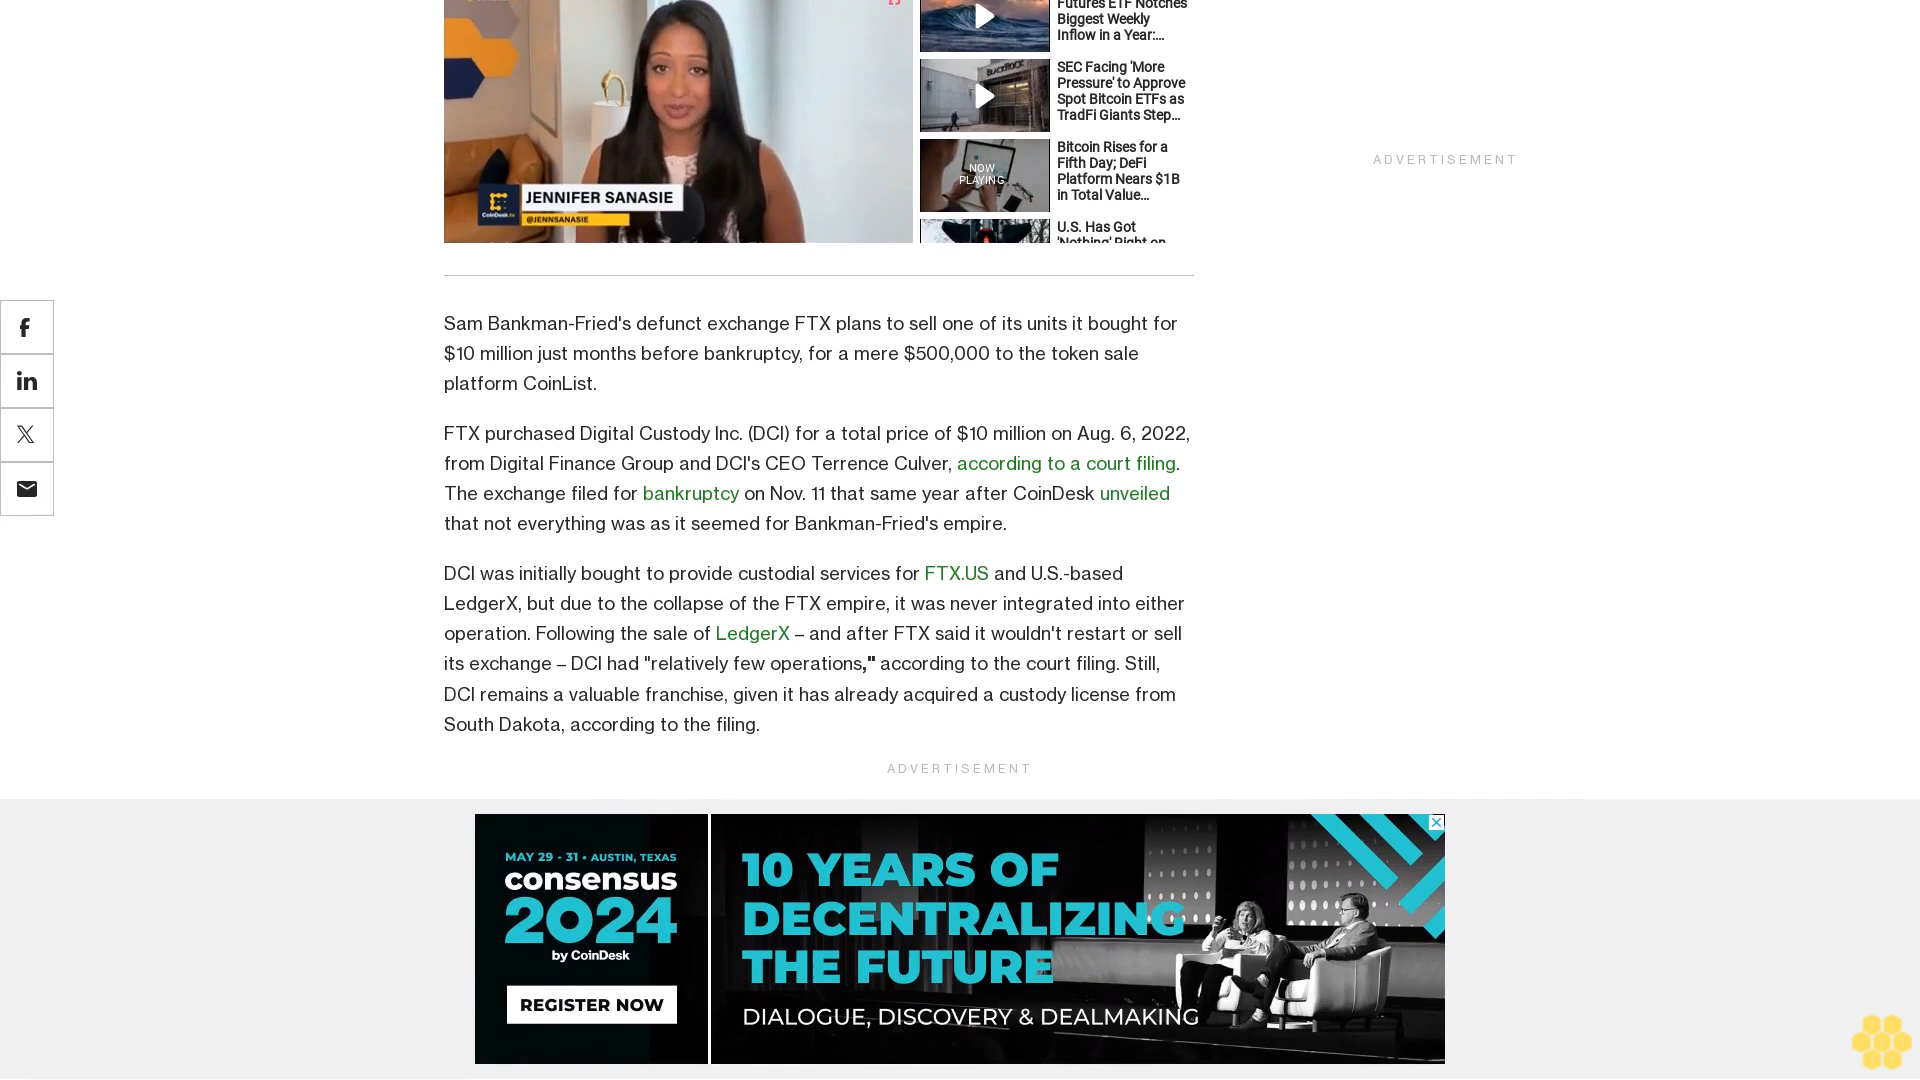 Futures ETF Notches
Biggest Weekly
Inflow in a Year:...
BLACKROCK
SEC Facing 'More
Pressure' to Approve
Spot Bitcoin ETFs as
TradFi Giants Step...
NOW
PLAYING
Bitcoin Rises for a
Fifth Day; DeFi
Platform Nears $1B
in Total Value...
U.S. Has Got
'Nothing' Right on
CoinDesk.tv
JENNIFER SANASIE
@JENNSANASIE
ADVERTISEMENT
Sam Bankman-Fried's defunct exchange FTX plans to sell one of its units it bought for
$10 million just months before bankruptcy, for a mere $500,000 to the token sale
platform CoinList.
FTX purchased Digital Custody Inc. (DCI) for a total price of $10 million on Aug. 6, 2022,
from Digital Finance Group and DCI's CEO Terrence Culver, according to a court filing.
The exchange filed for bankruptcy on Nov. 11 that same year after CoinDesk unveiled
that not everything was as it seemed for Bankman-Fried's empire.
DCI was initially bought to provide custodial services for FTX.US and U.S.-based
LedgerX, but due to the collapse of the FTX empire, it was never integrated into either
operation. Following the sale of LedgerX – and after FTX said it wouldn't restart or sell
its exchange – DCI had "relatively few operations," according to the court filing. Still,
DCI remains a valuable franchise, given it has already acquired a custody license from
South Dakota, according to the filing.
ADVERTISEMENT
MAY 29 - 31 • AUSTIN, TEXAS
consensus
2024
by CoinDesk
REGISTER NOW
10 YEARS OF
DECENTRALIZING
THE FUTURE
DIALOGUE, DISCOVERY & DEALMAKING